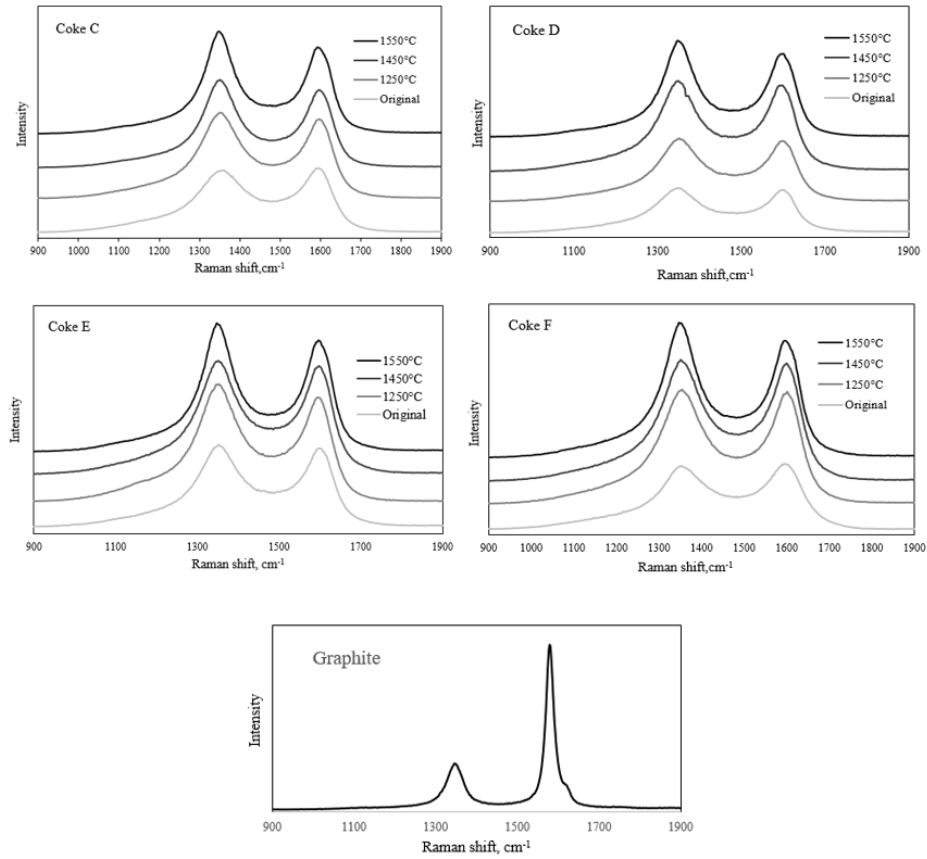 Coke C
1550°C
1450°C
1250°C
Original
Intensity
900 1000 1100 1200 1300 1400 1500 1600 1700 1800 1900
Raman shift,cm-1
Coke D
1550°C
1450°C
1250°C
Original
Intensity
900 1100 1300 1500 1700 1900
Raman shift,cm-1
Coke E
1550°C
1450°C
1250°C
Original
Intensity
900 1100 1300 1500 1700 1900
Raman shift, cm-1
Coke F
1550°C
1450°C
1250°C
Original
Intensity
900 1000 1100 1200 1300 1400 1500 1600 1700 1800 1900
Raman shift,cm-1
Graphite
Intensity
900 1100 1300 1500 1700 1900
Raman shift, cm-1